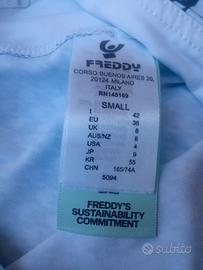 FREDDY
CORSO BUENOS AIRES 20,
20124 MILANO
ITALY
RN145169
SMALL
I 42
EU 36
UK 8
AUS/NZ 8
USA 4
JP 9
KR 55
CHN 165/74A
5094
FREDDY'S
SUSTAINABILITY
COMMITMENT
subito